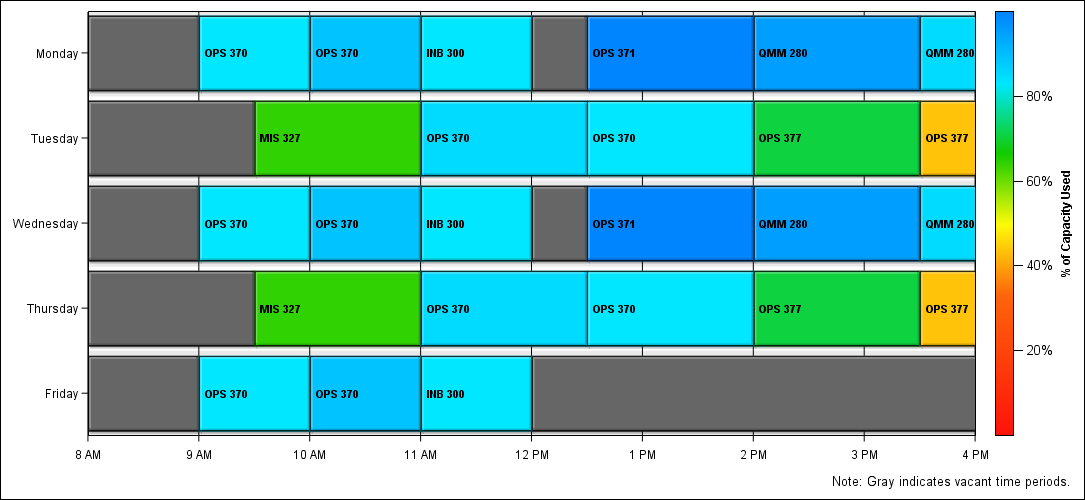 Monday
OPS 370
OPS 370
INB 300
OPS 371
QMM 280
QMM 280
Tuesday
MIS 327
OPS 370
OPS 370
OPS 377
OPS 377
Wednesday
OPS 370
OPS 370
INB 300
OPS 371
QMM 280
QMM 280
Thursday
MIS 327
OPS 370
OPS 370
OPS 377
OPS 377
Friday
OPS 370
OPS 370
INB 300
8 AM
9 AM
10 AM
11 AM
12 PM
1 PM
2 PM
3 PM
4 PM
80%
60%
40%
20%
% of Capacity Used
Note: Gray indicates vacant time periods.